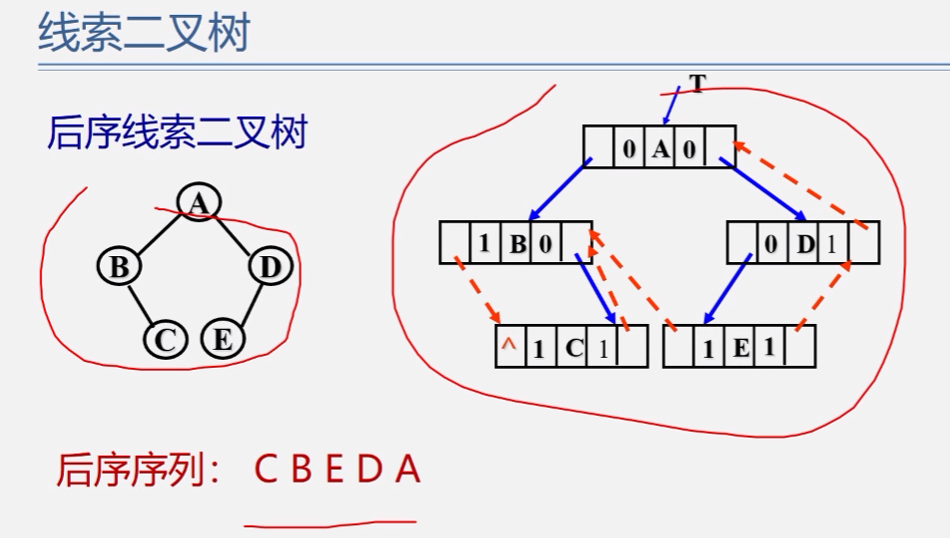 线索二叉树
后序线索二叉树
A
B D
C E
T
0 A 0
1 B 0
0 D 1
^ 1 C 1
1 E 1
后序序列： C B E D A